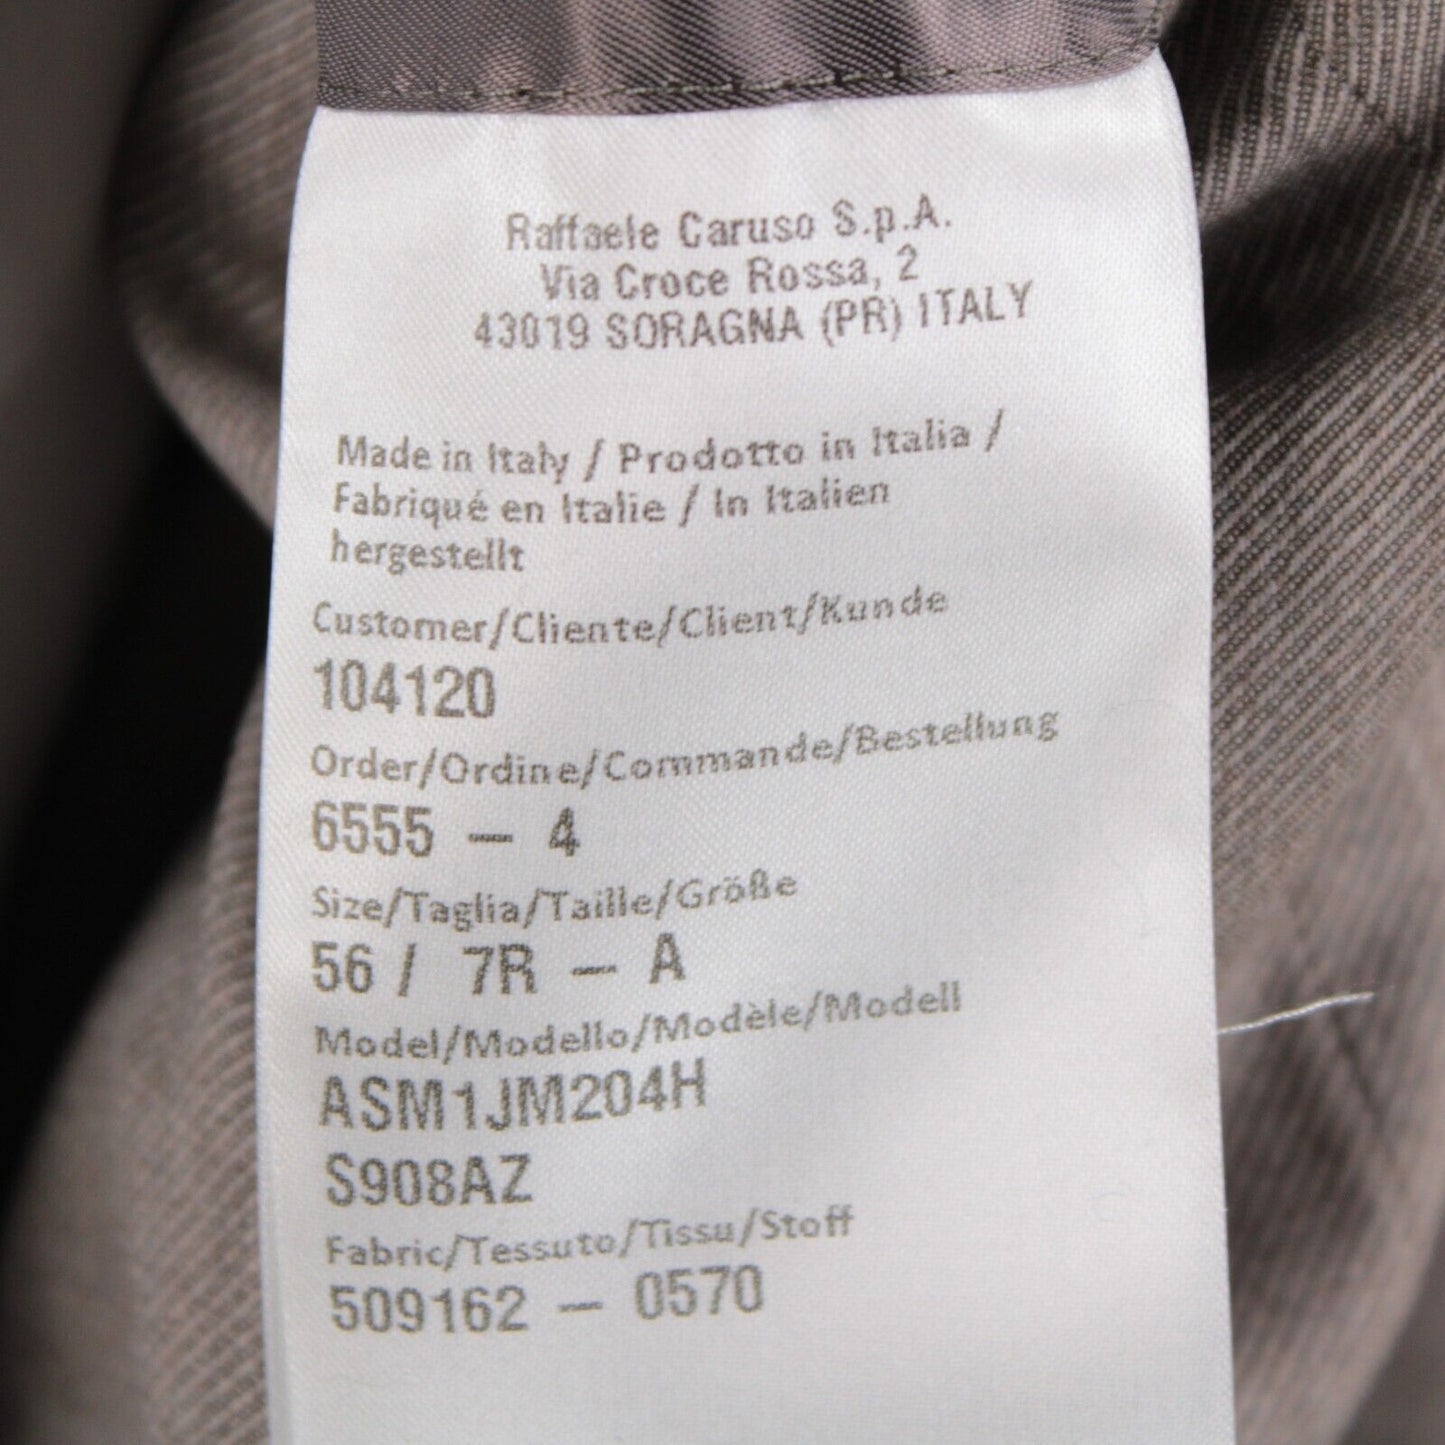 Raffaele Caruso S.p.A.
Via Croce Rossa, 2
43019 SORAGNA (PR) ITALY
Made in Italy / Prodotto in Italia /
Fabriqué en Italie / In Italien
hergestellt
Customer/Cliente/Client/Kunde
104120
Order/Ordine/Commande/Bestellung
6555 – 4
Size/Taglia/Taille/Größe
56 / 7R – A
Model/Modello/Modèle/Modell
ASM1JM204H
S908AZ
Fabric/Tessuto/Tissu/Stoff
509162 – 0570